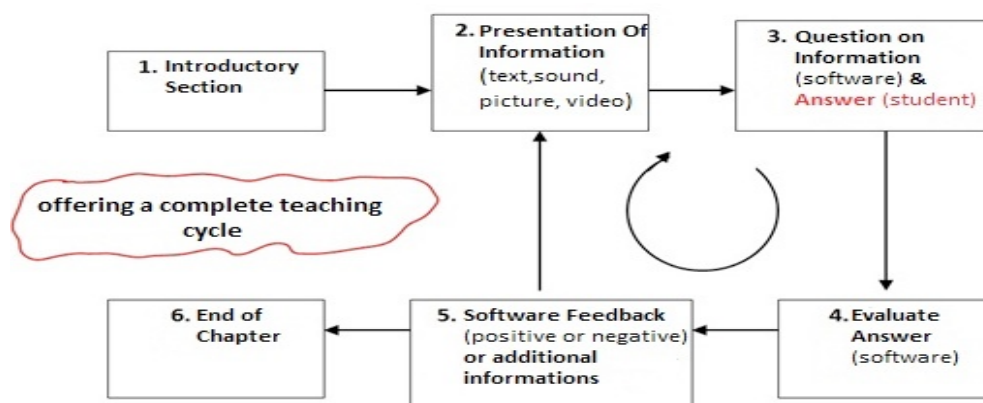 1. Introductory
Section
2. Presentation Of
Information
(text,sound,
picture, video)
3. Question on
Information
(software) &
Answer (student)
offering a complete teaching
cycle
4. Evaluate
Answer
(software)
5. Software Feedback
(positive or negative)
or additional
informations
6. End of
Chapter